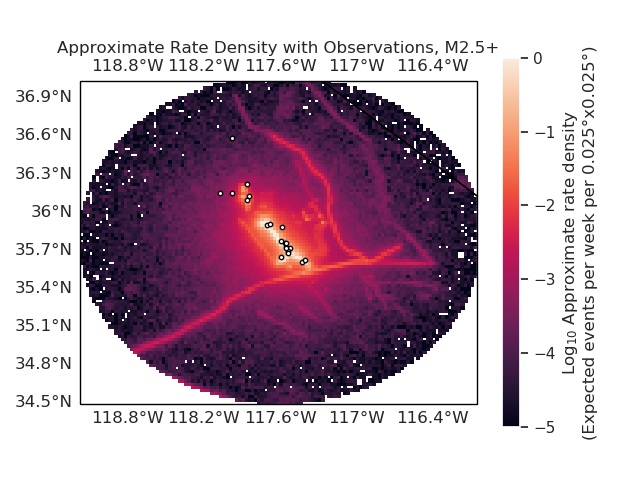 Approximate Rate Density with Observations, M2.5+
118.8°W 118.2°W 117.6°W 117°W 116.4°W
36.9°N
36.6°N
36.3°N
36°N
35.7°N
35.4°N
35.1°N
34.8°N
34.5°N
118.8°W 118.2°W 117.6°W 117°W 116.4°W
0
−1
−2
−3
−4
−5
Log₁₀ Approximate rate density
(Expected events per week per 0.025°x0.025°)